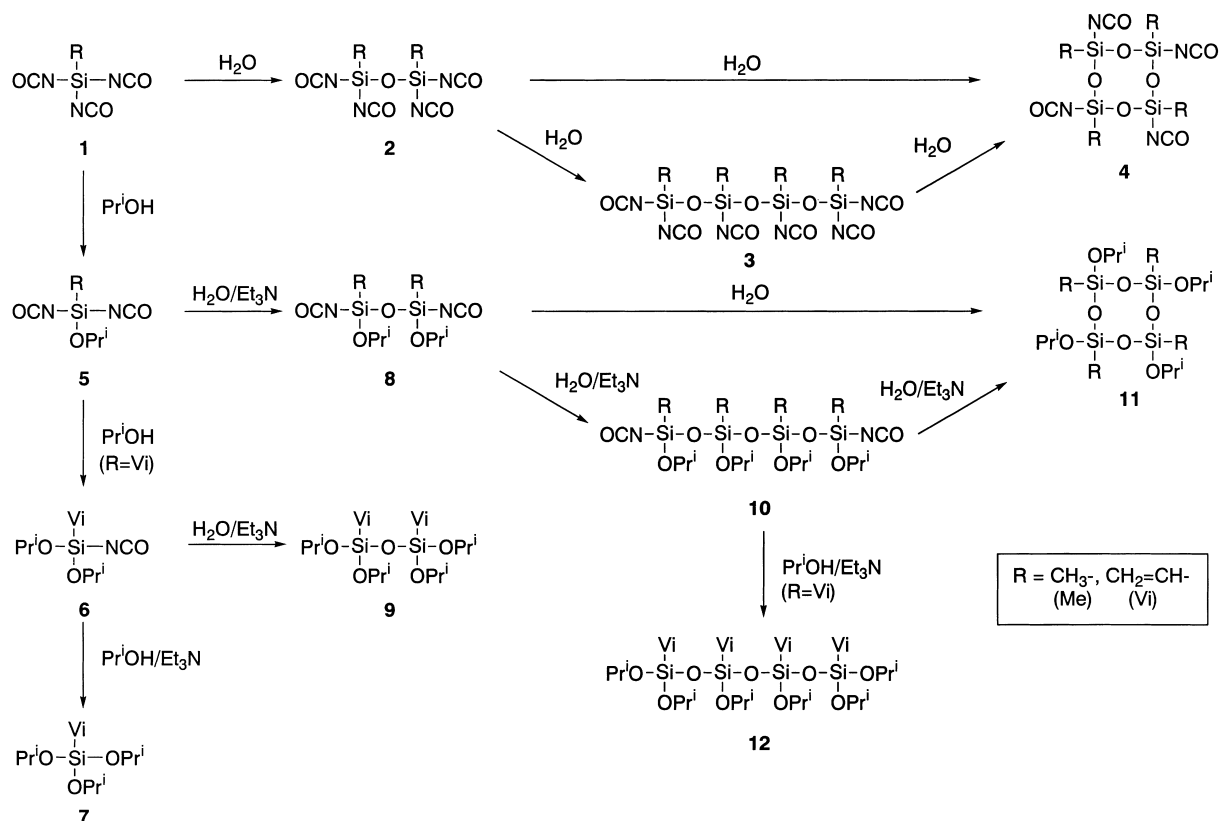 R
OCN-Si-NCO
NCO
1
H₂O
R R
OCN-Si-O-Si-NCO
NCO NCO
2
H₂O
H₂O
R R R R
OCN-Si-O-Si-O-Si-O-Si-NCO
NCO NCO NCO NCO
3
H₂O
NCO R
R-Si-O-Si-NCO
O O
OCN-Si-O-Si-R
R NCO
4
PrⁱOH
R
OCN-Si-NCO
OPrⁱ
5
H₂O/Et₃N
R R
OCN-Si-O-Si-NCO
OPrⁱ OPrⁱ
8
H₂O
H₂O/Et₃N
R R R R
OCN-Si-O-Si-O-Si-O-Si-NCO
OPrⁱ OPrⁱ OPrⁱ OPrⁱ
10
H₂O/Et₃N
OPrⁱ R
R-Si-O-Si-OPrⁱ
O O
PrⁱO-Si-O-Si-R
R OPrⁱ
11
PrⁱOH
(R=Vi)
Vi
PrⁱO-Si-NCO
OPrⁱ
6
H₂O/Et₃N
Vi Vi
PrⁱO-Si-O-Si-OPrⁱ
OPrⁱ OPrⁱ
9
PrⁱOH/Et₃N
(R=Vi)
Vi Vi Vi Vi
PrⁱO-Si-O-Si-O-Si-O-Si-OPrⁱ
OPrⁱ OPrⁱ OPrⁱ OPrⁱ
12
PrⁱOH/Et₃N
Vi
PrⁱO-Si-OPrⁱ
OPrⁱ
7
R = CH₃-, CH₂=CH-
(Me) (Vi)